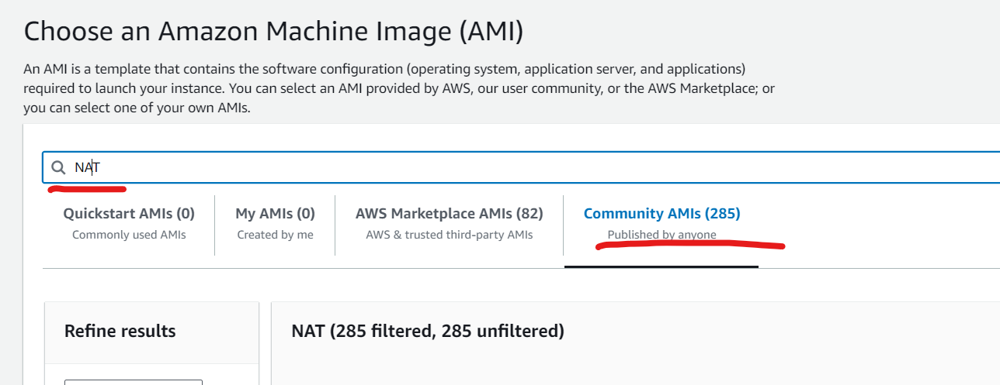 Choose an Amazon Machine Image (AMI)
An AMI is a template that contains the software configuration (operating system, application server, and applications)
required to launch your instance. You can select an AMI provided by AWS, our user community, or the AWS Marketplace; or
you can select one of your own AMIs.
NAT
Quickstart AMIs (0)
Commonly used AMIs
My AMIs (0)
Created by me
AWS Marketplace AMIs (82)
AWS & trusted third-party AMIs
Community AMIs (285)
Published by anyone
Refine results
NAT (285 filtered, 285 unfiltered)